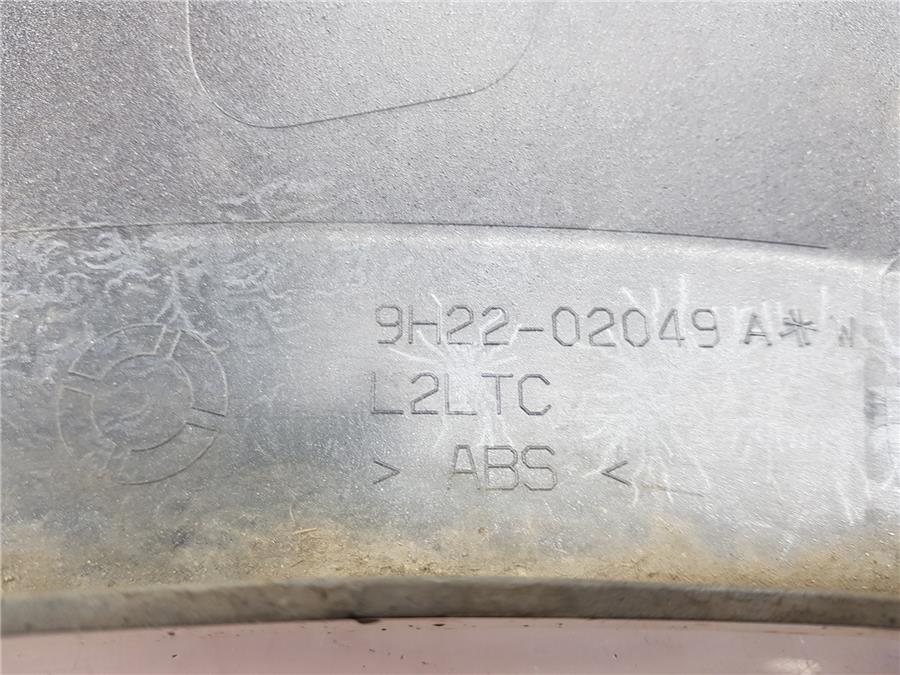 9H22-02049 A*
L2LTC
> ABS <